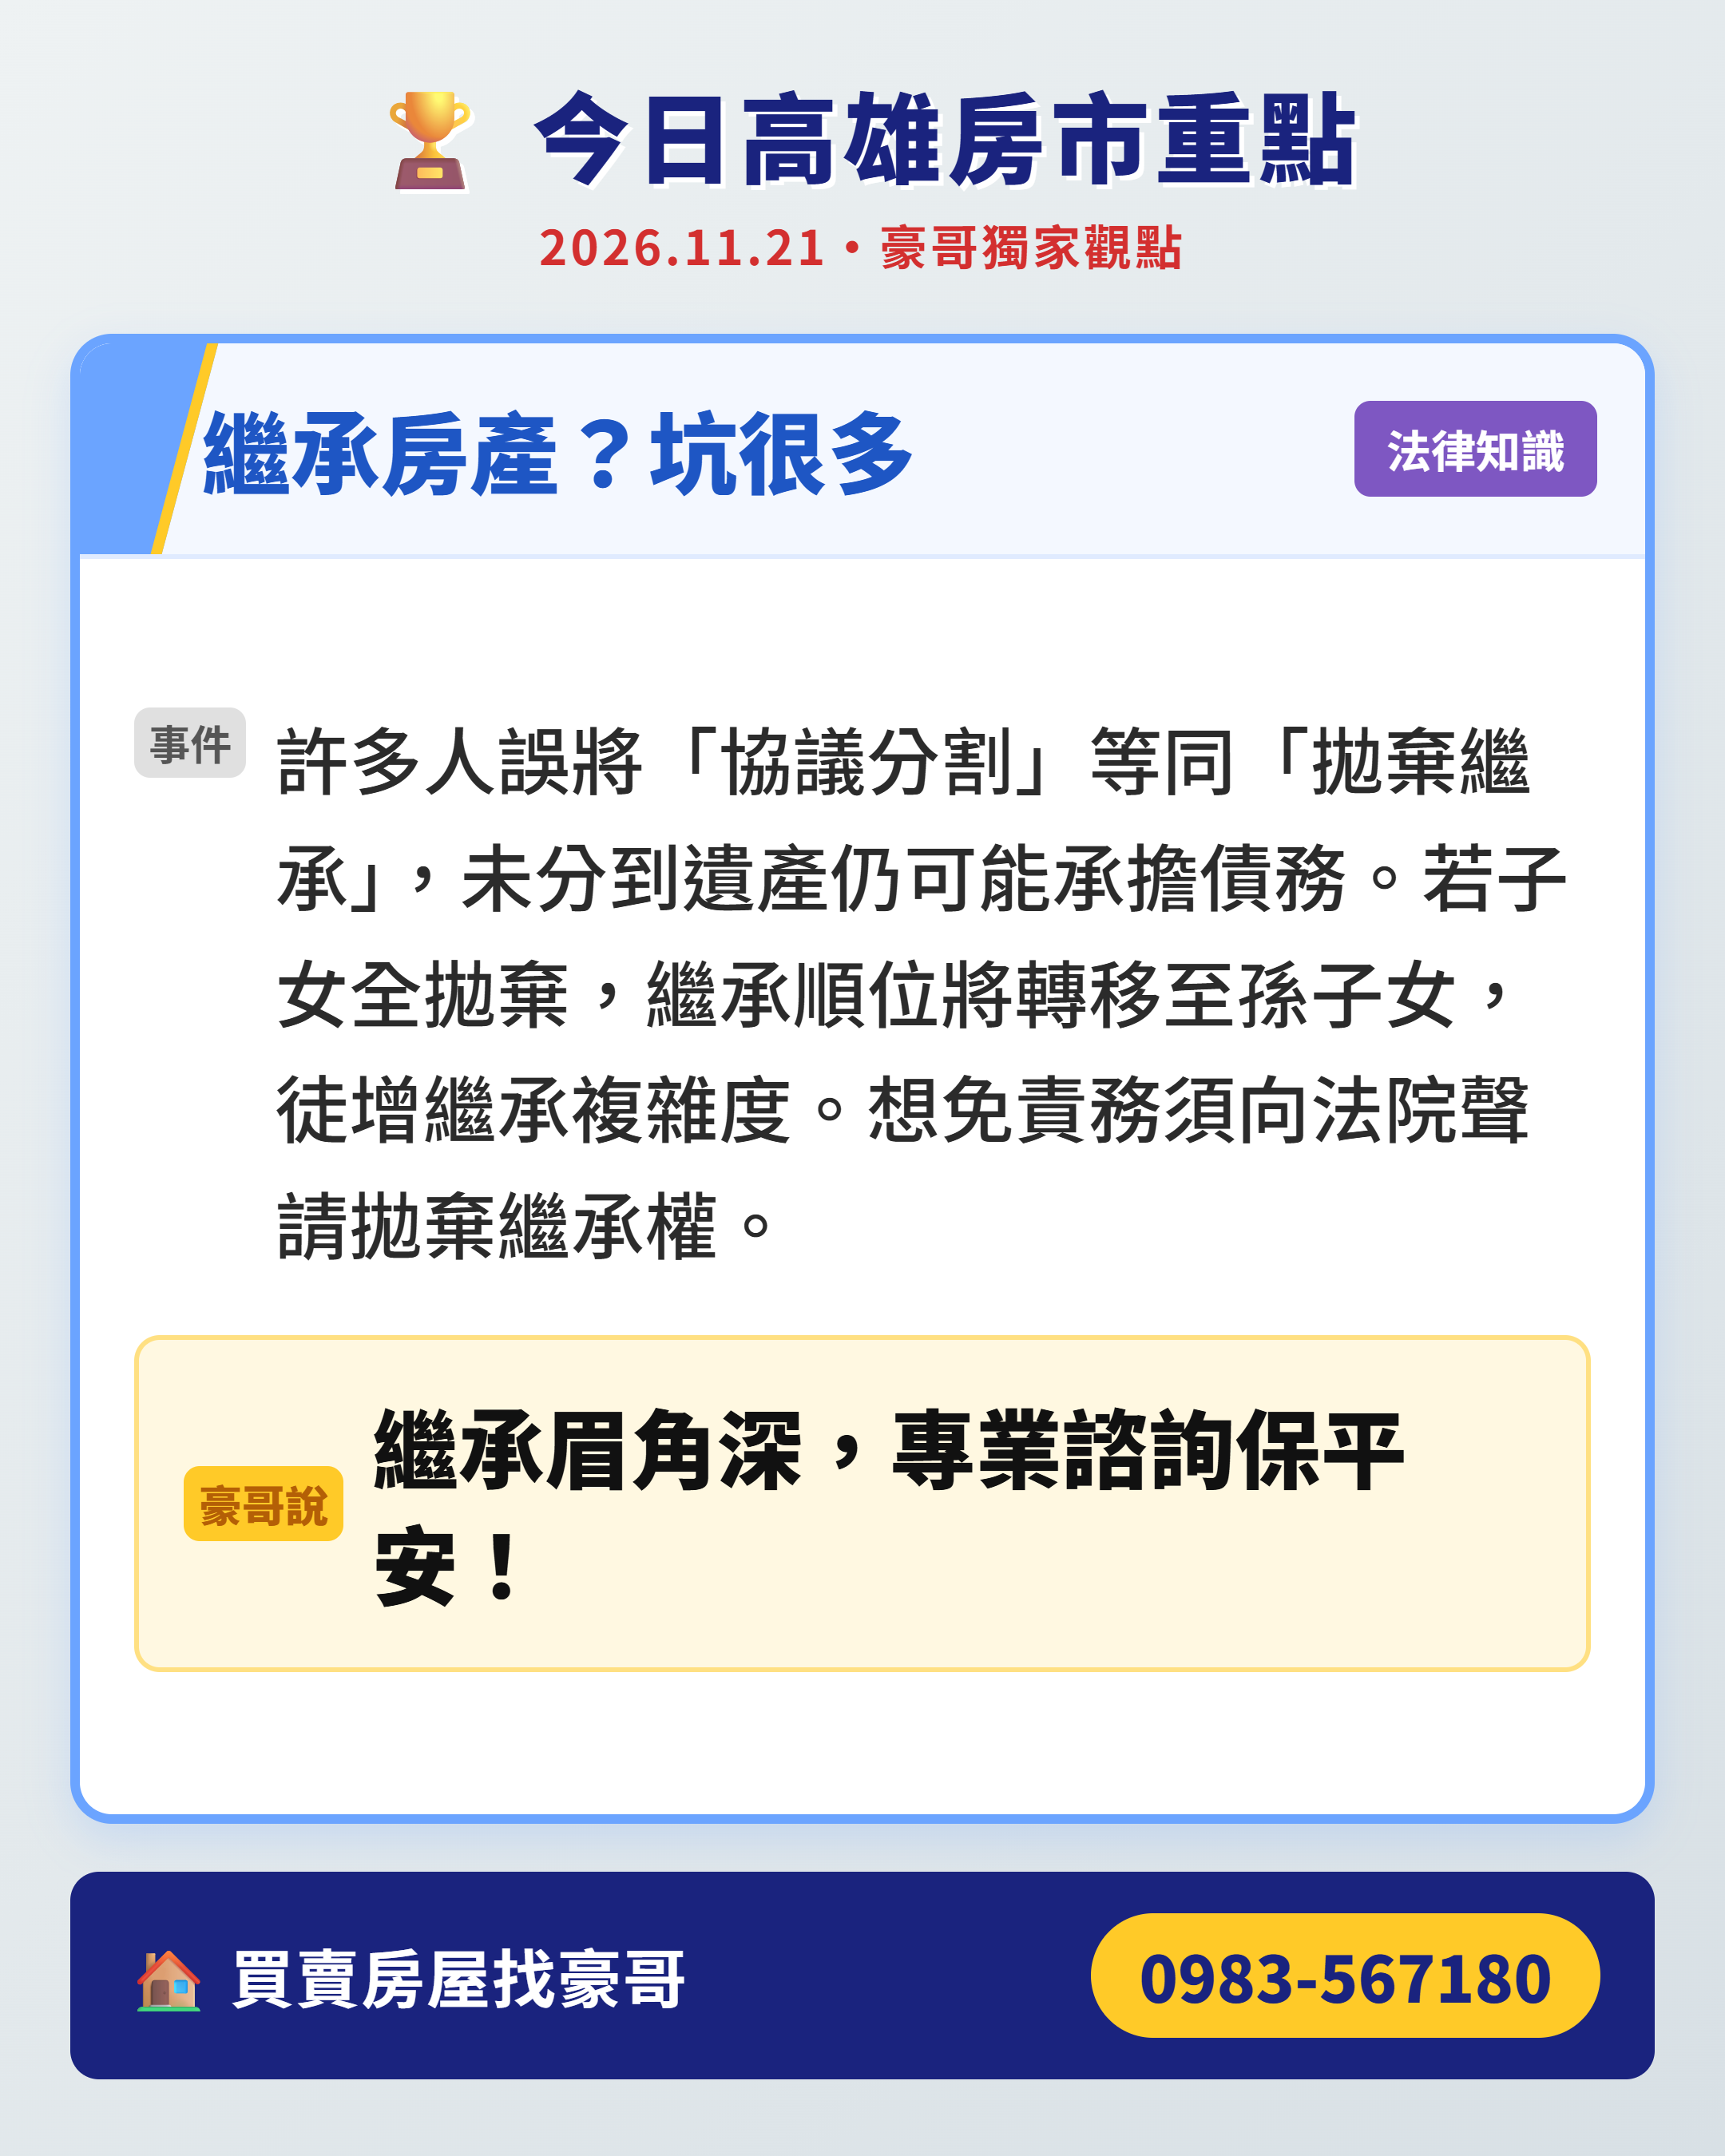 今日高雄房市重點
2026.11.21・豪哥獨家觀點
繼承房產？坑很多
法律知識
事件
許多人誤將「協議分割」等同「拋棄繼
承」，未分到遺產仍可能承擔債務。若子
女全拋棄，繼承順位將轉移至孫子女，
徒增繼承複雜度。想免責務須向法院聲
請拋棄繼承權。
豪哥說
繼承眉角深，專業諮詢保平
安！
買賣房屋找豪哥
0983-567180